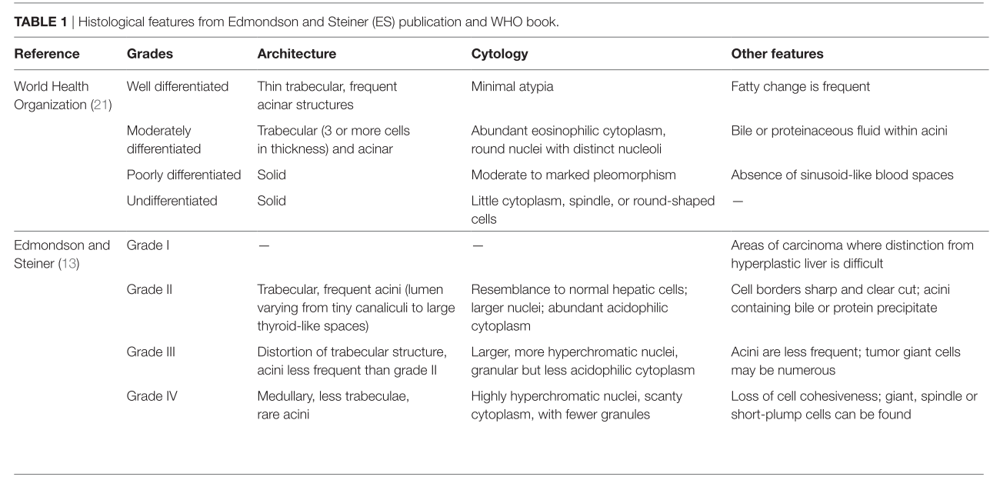 TABLE 1 | Histological features from Edmondson and Steiner (ES) publication and WHO book.
Reference Grades Architecture Cytology Other features
World Health Well differentiated Thin trabecular, frequent Minimal atypia Fatty change is frequent
Organization (21) acinar structures
Moderately Trabecular (3 or more cells Abundant eosinophilic cytoplasm, Bile or proteinaceous fluid within acini
differentiated in thickness) and acinar round nuclei with distinct nucleoli
Poorly differentiated Solid Moderate to marked pleomorphism Absence of sinusoid-like blood spaces
Undifferentiated Solid Little cytoplasm, spindle, or round-shaped —
cells
Edmondson and Grade I — — Areas of carcinoma where distinction from
Steiner (13) hyperplastic liver is difficult
Grade II Trabecular, frequent acini (lumen Resemblance to normal hepatic cells; Cell borders sharp and clear cut; acini
varying from tiny canaliculi to large larger nuclei; abundant acidophilic containing bile or protein precipitate
thyroid-like spaces) cytoplasm
Grade III Distortion of trabecular structure, Larger, more hyperchromatic nuclei, Acini are less frequent; tumor giant cells
acini less frequent than grade II granular but less acidophilic cytoplasm may be numerous
Grade IV Medullary, less trabeculae, Highly hyperchromatic nuclei, scanty Loss of cell cohesiveness; giant, spindle or
rare acini cytoplasm, with fewer granules short-plump cells can be found